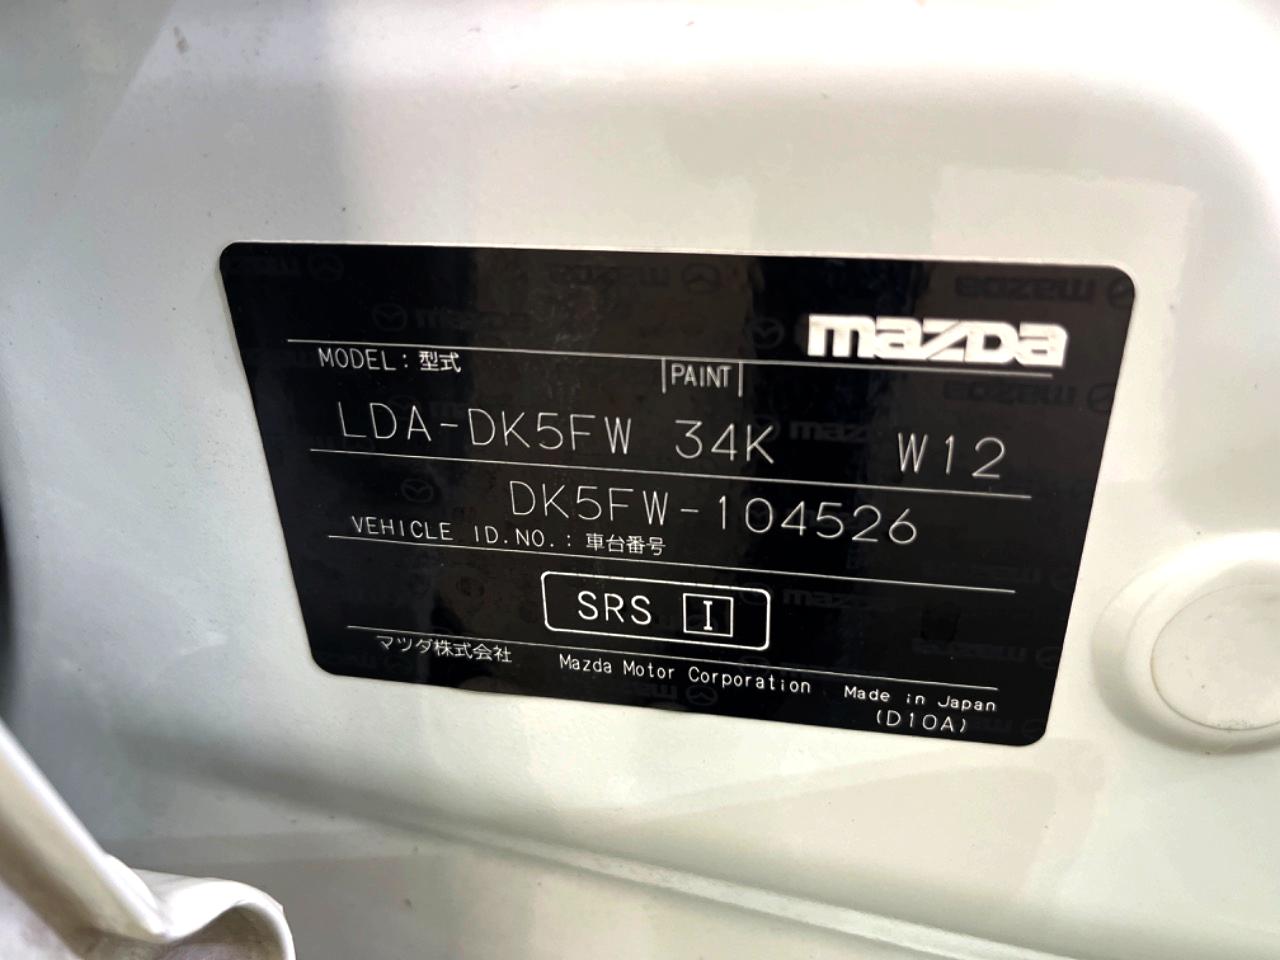 mazda
MODEL : 型式 PAINT
LDA-DK5FW 34K W12
DK5FW-104526
VEHICLE ID.NO. : 車台番号
SRS I
マツダ株式会社 Mazda Motor Corporation Made in Japan
(D10A)